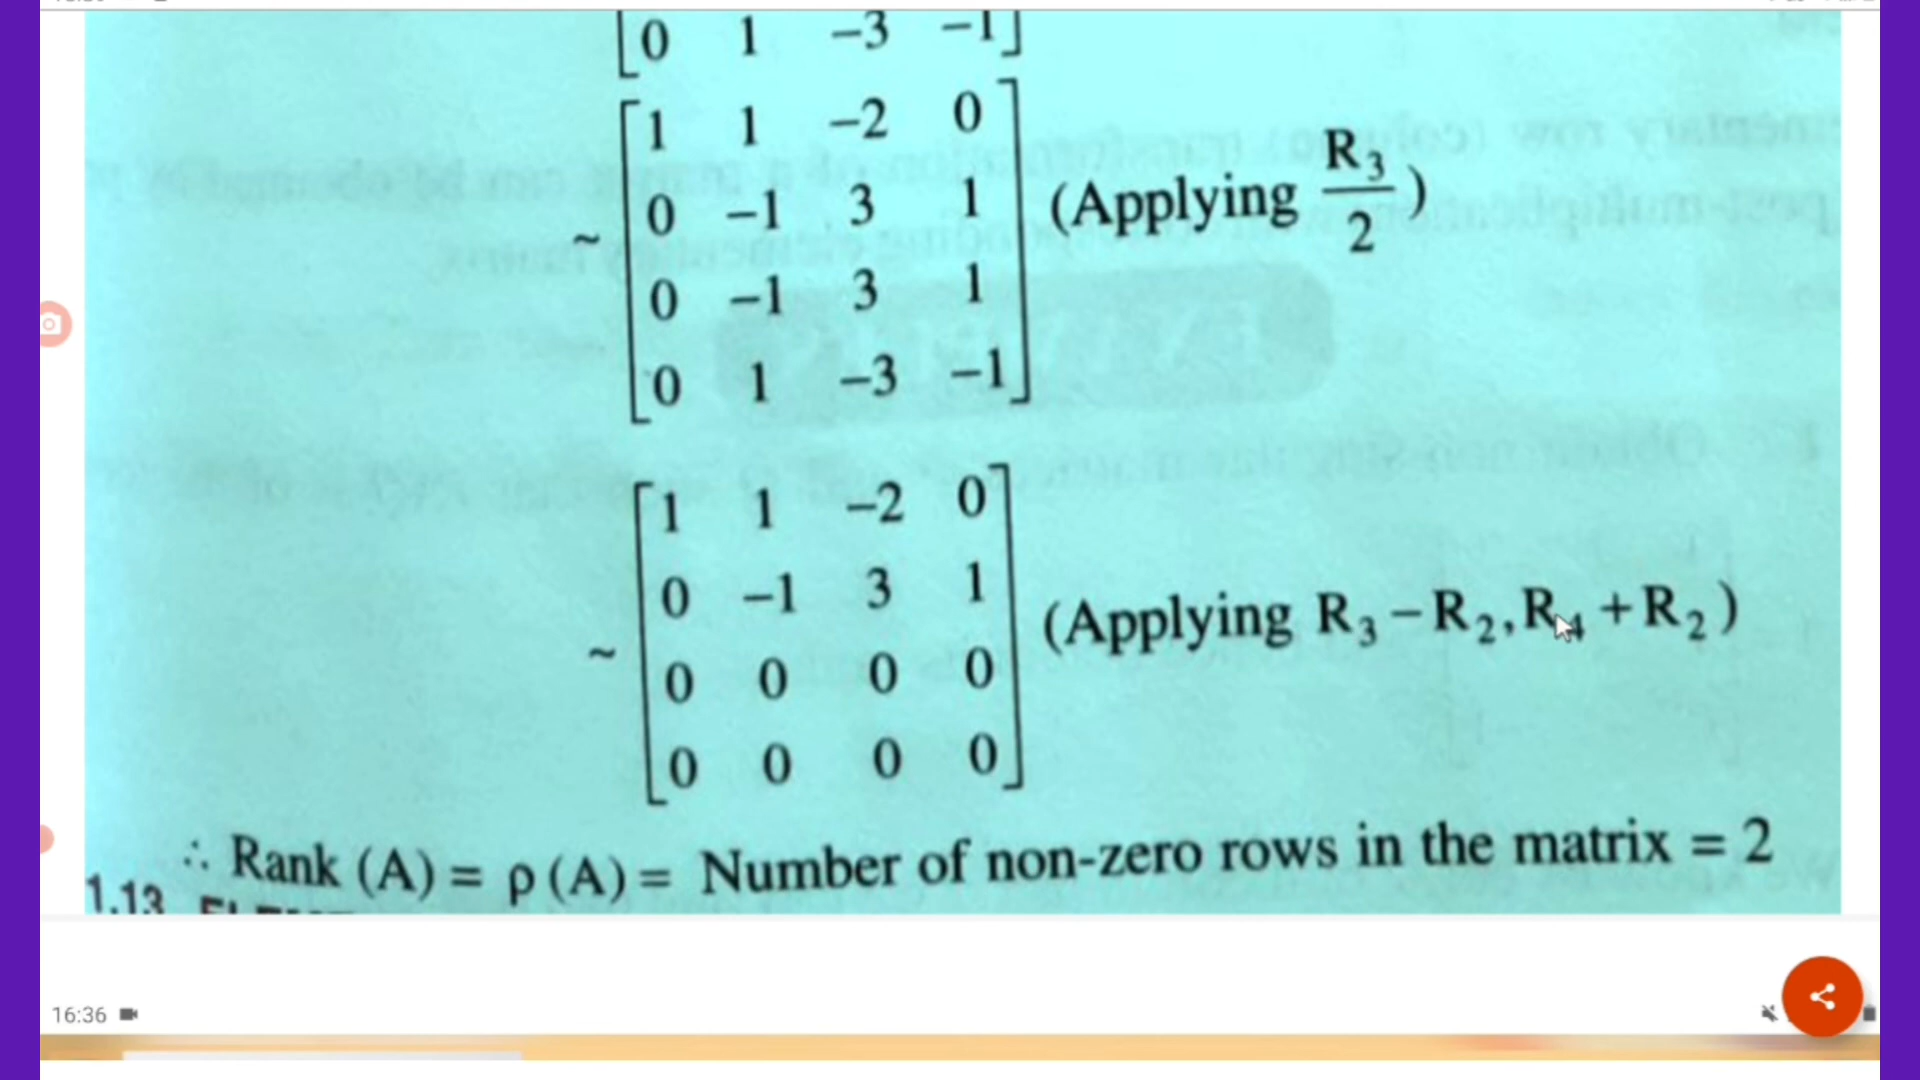 0 1 −3 −1
1 1 −2 0
0 −1 3 1
0 −1 3 1
0 1 −3 −1
~
(Applying R₃/2)
1 1 −2 0
0 −1 3 1
0 0 0 0
0 0 0 0
~
(Applying R₃ − R₂, R₄ + R₂)
∴ Rank (A) = ρ (A) = Number of non-zero rows in the matrix = 2
1.13
16:36